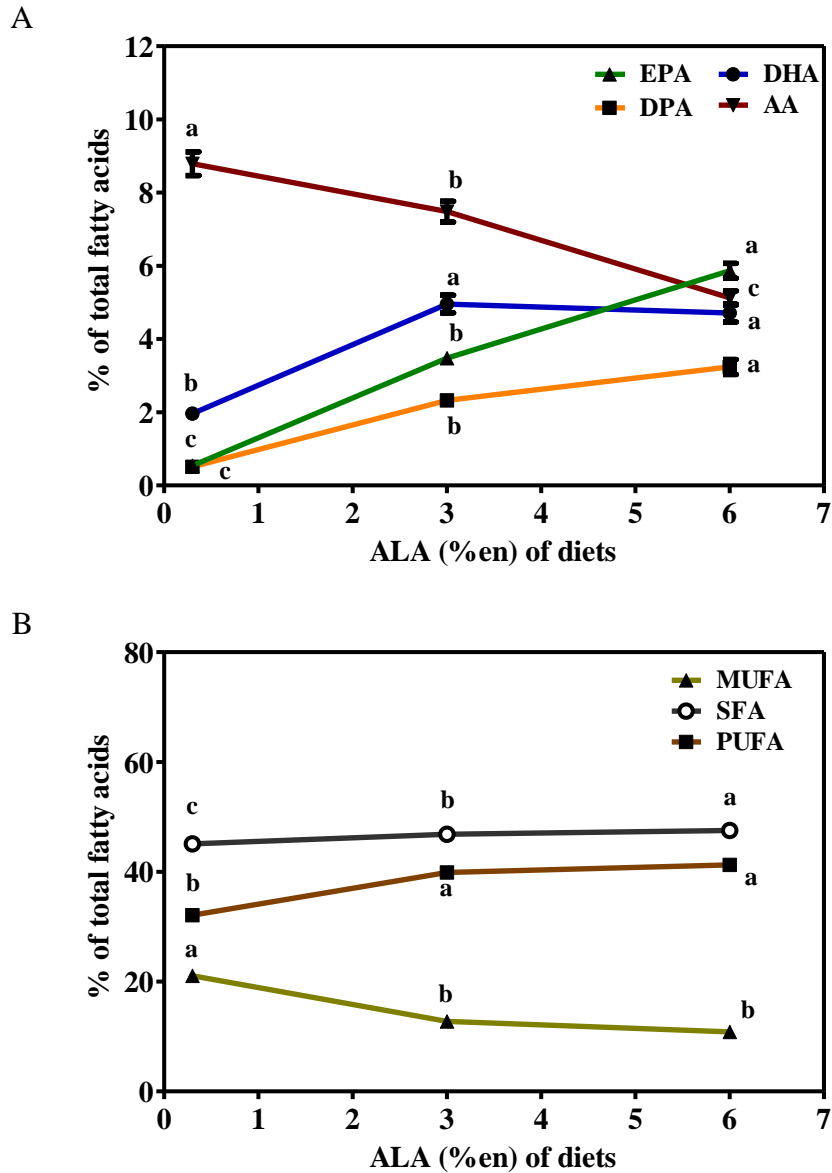 A
% of total fatty acids
12
10
8
6
4
2
0
EPA DHA
DPA AA
a
b
a
a
b
c
a
b
a
c
b
c
0 1 2 3 4 5 6 7
ALA (%en) of diets
B
% of total fatty acids
80
60
40
20
0
MUFA
SFA
PUFA
c b a
b a a
a b b
0 1 2 3 4 5 6 7
ALA (%en) of diets